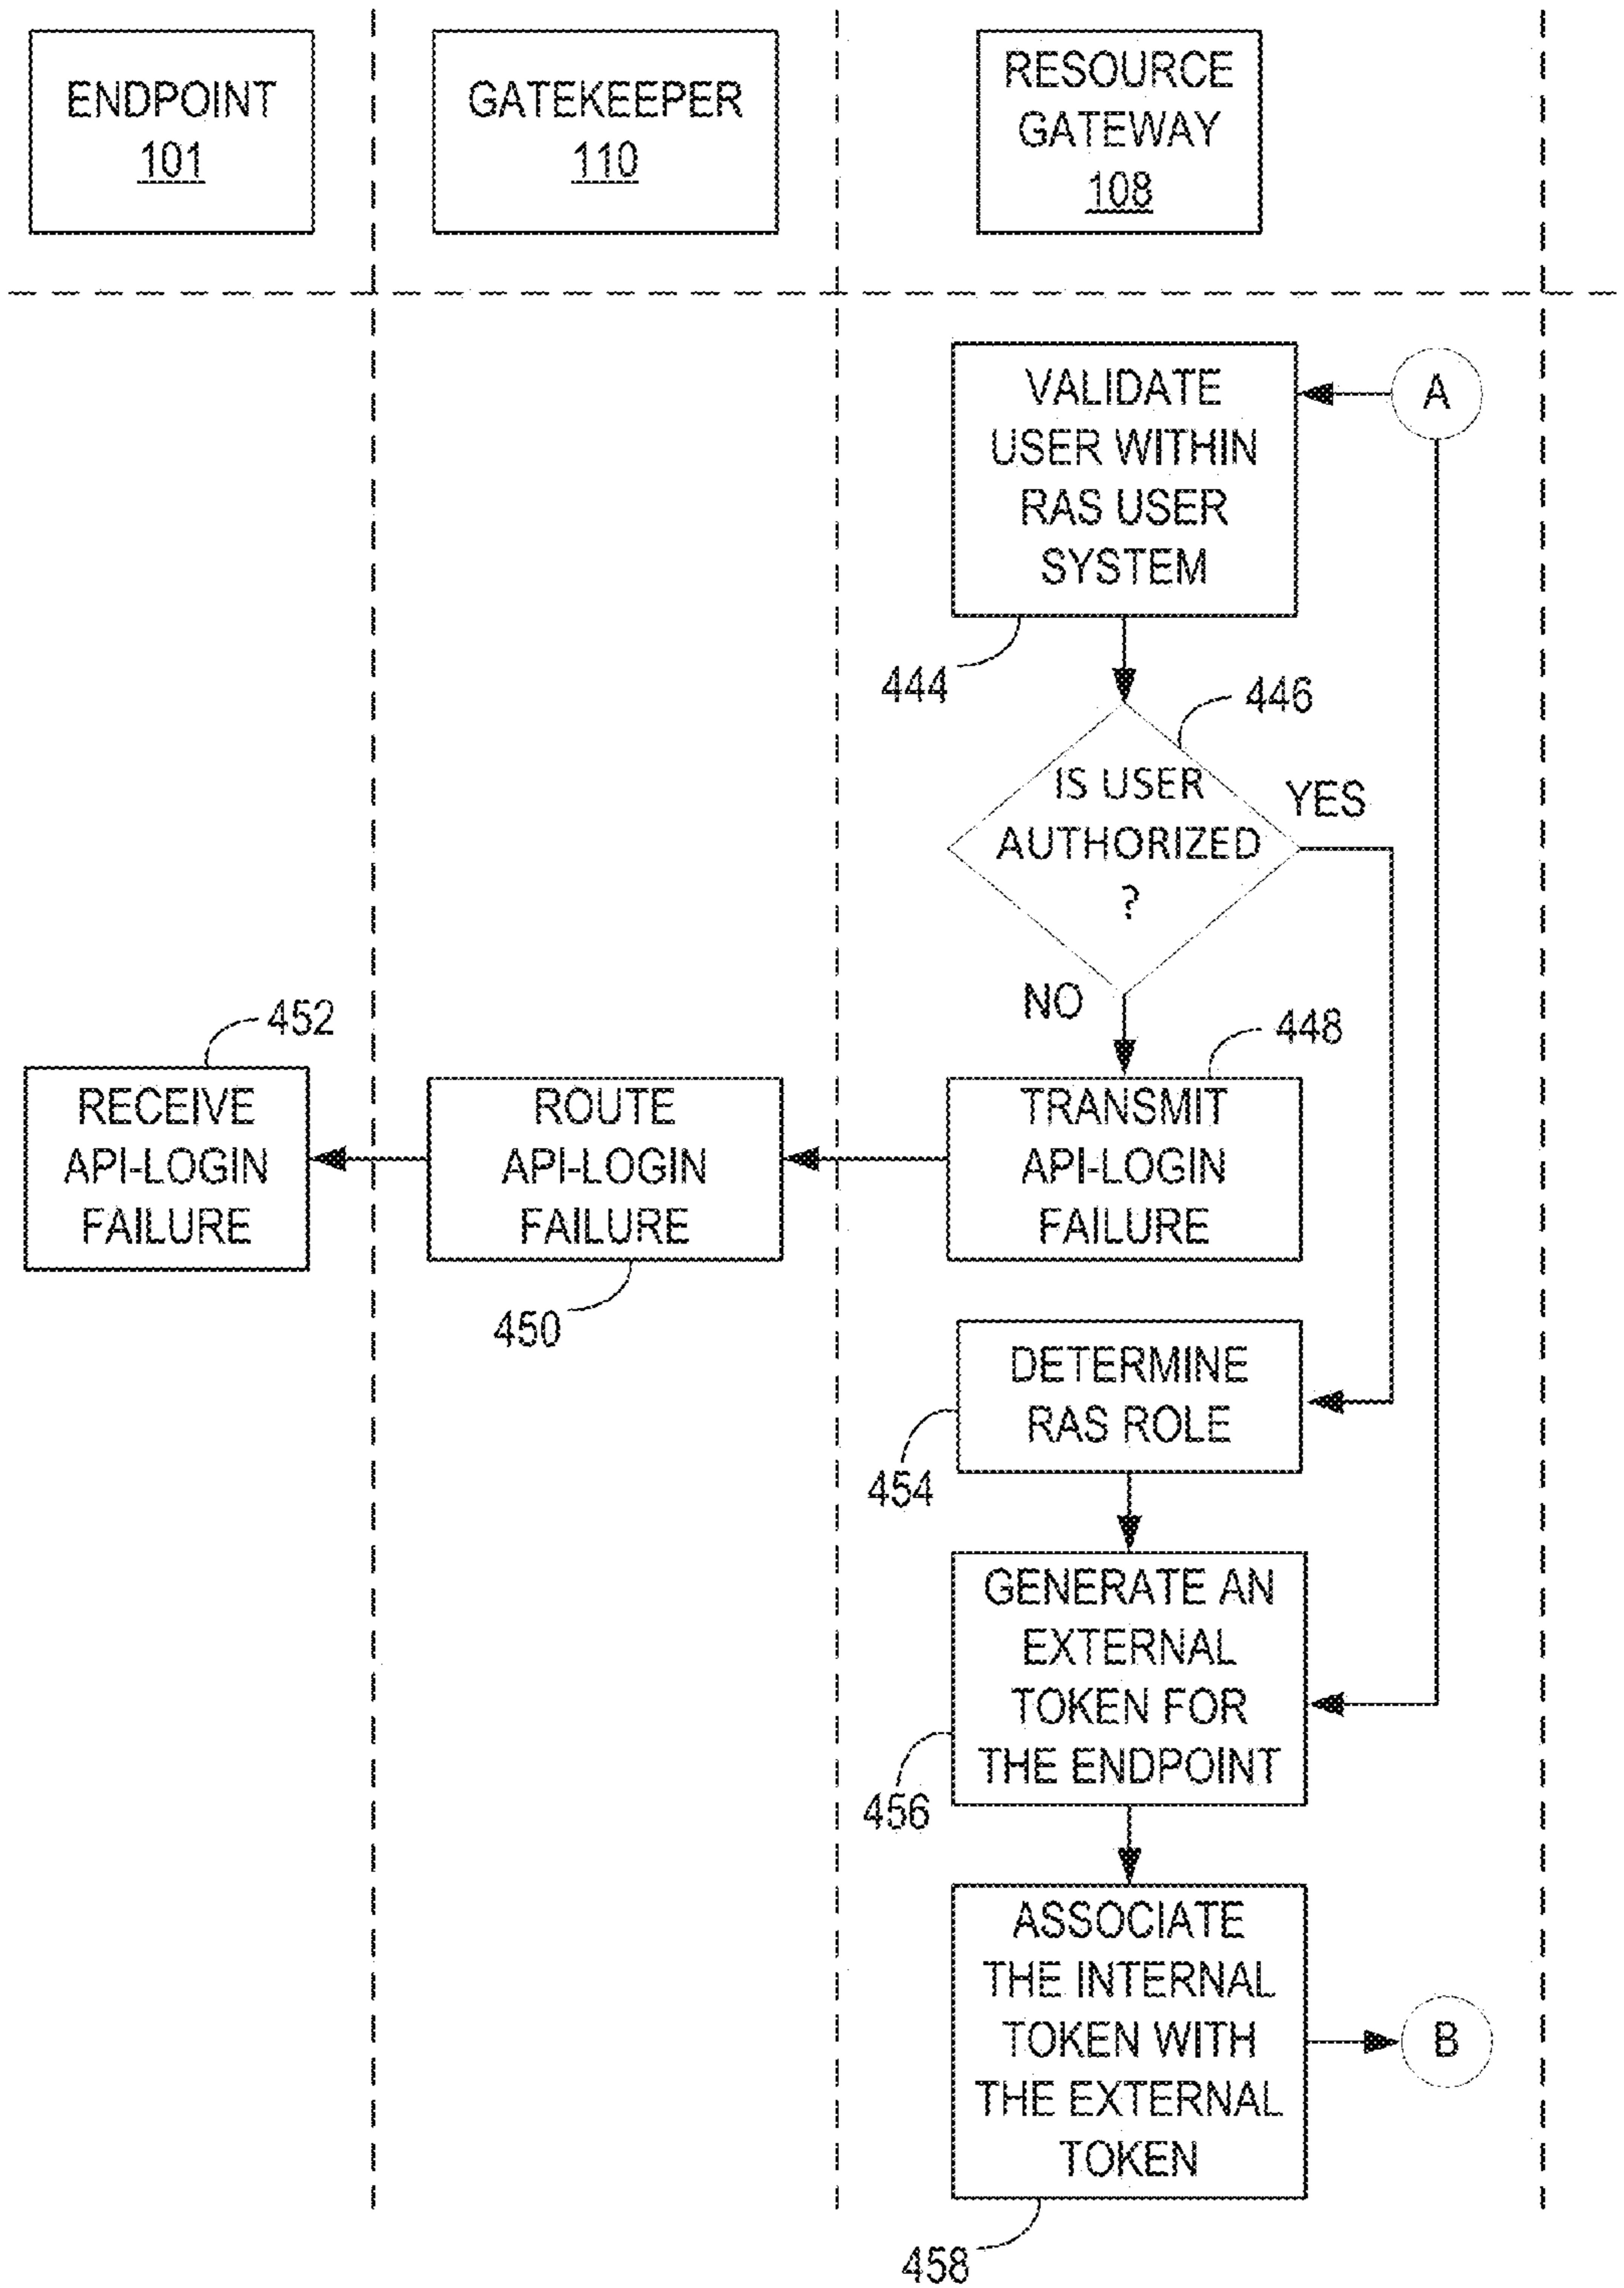 ENDPOINT
101
GATEKEEPER
110
RESOURCE
GATEWAY
108
VALIDATE
USER WITHIN
RAS USER
SYSTEM
A
444
446
IS USER
AUTHORIZED
?
YES
NO
452
448
RECEIVE
API-LOGIN
FAILURE
ROUTE
API-LOGIN
FAILURE
TRANSMIT
API-LOGIN
FAILURE
450
DETERMINE
RAS ROLE
454
GENERATE AN
EXTERNAL
TOKEN FOR
THE ENDPOINT
456
ASSOCIATE
THE INTERNAL
TOKEN WITH
THE EXTERNAL
TOKEN
B
458